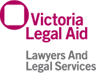 Victoria
Legal Aid
Lawyers And
Legal Services